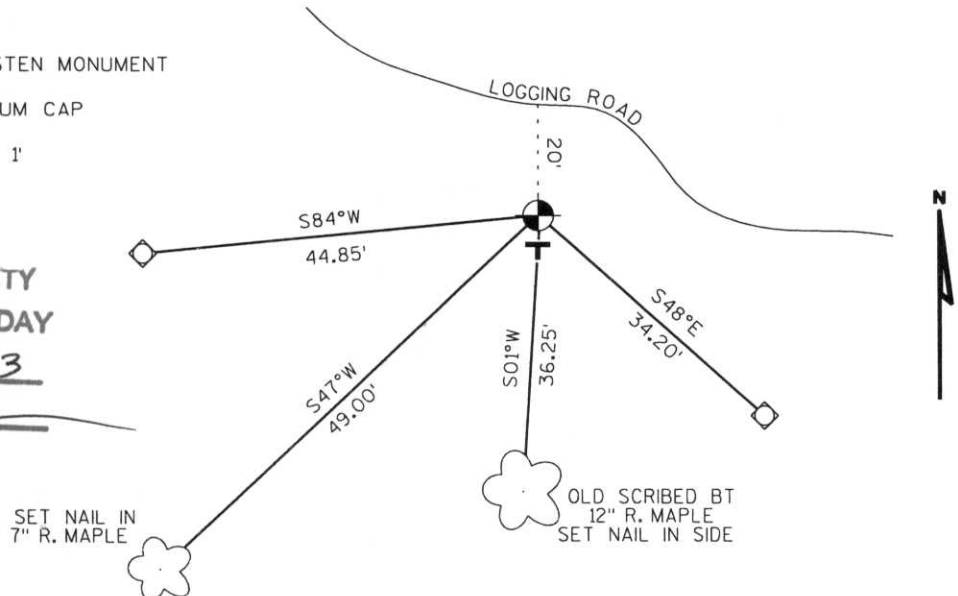 STEN MONUMENT
UM CAP
1'
LOGGING ROAD
20'
N
S84°W
44.85'
T
TY
DAY
3
S48°E
34.20'
S01°W
36.25'
S47°W
49.00'
OLD SCRIBED BT
12" R. MAPLE
SET NAIL IN SIDE
SET NAIL IN
7" R. MAPLE